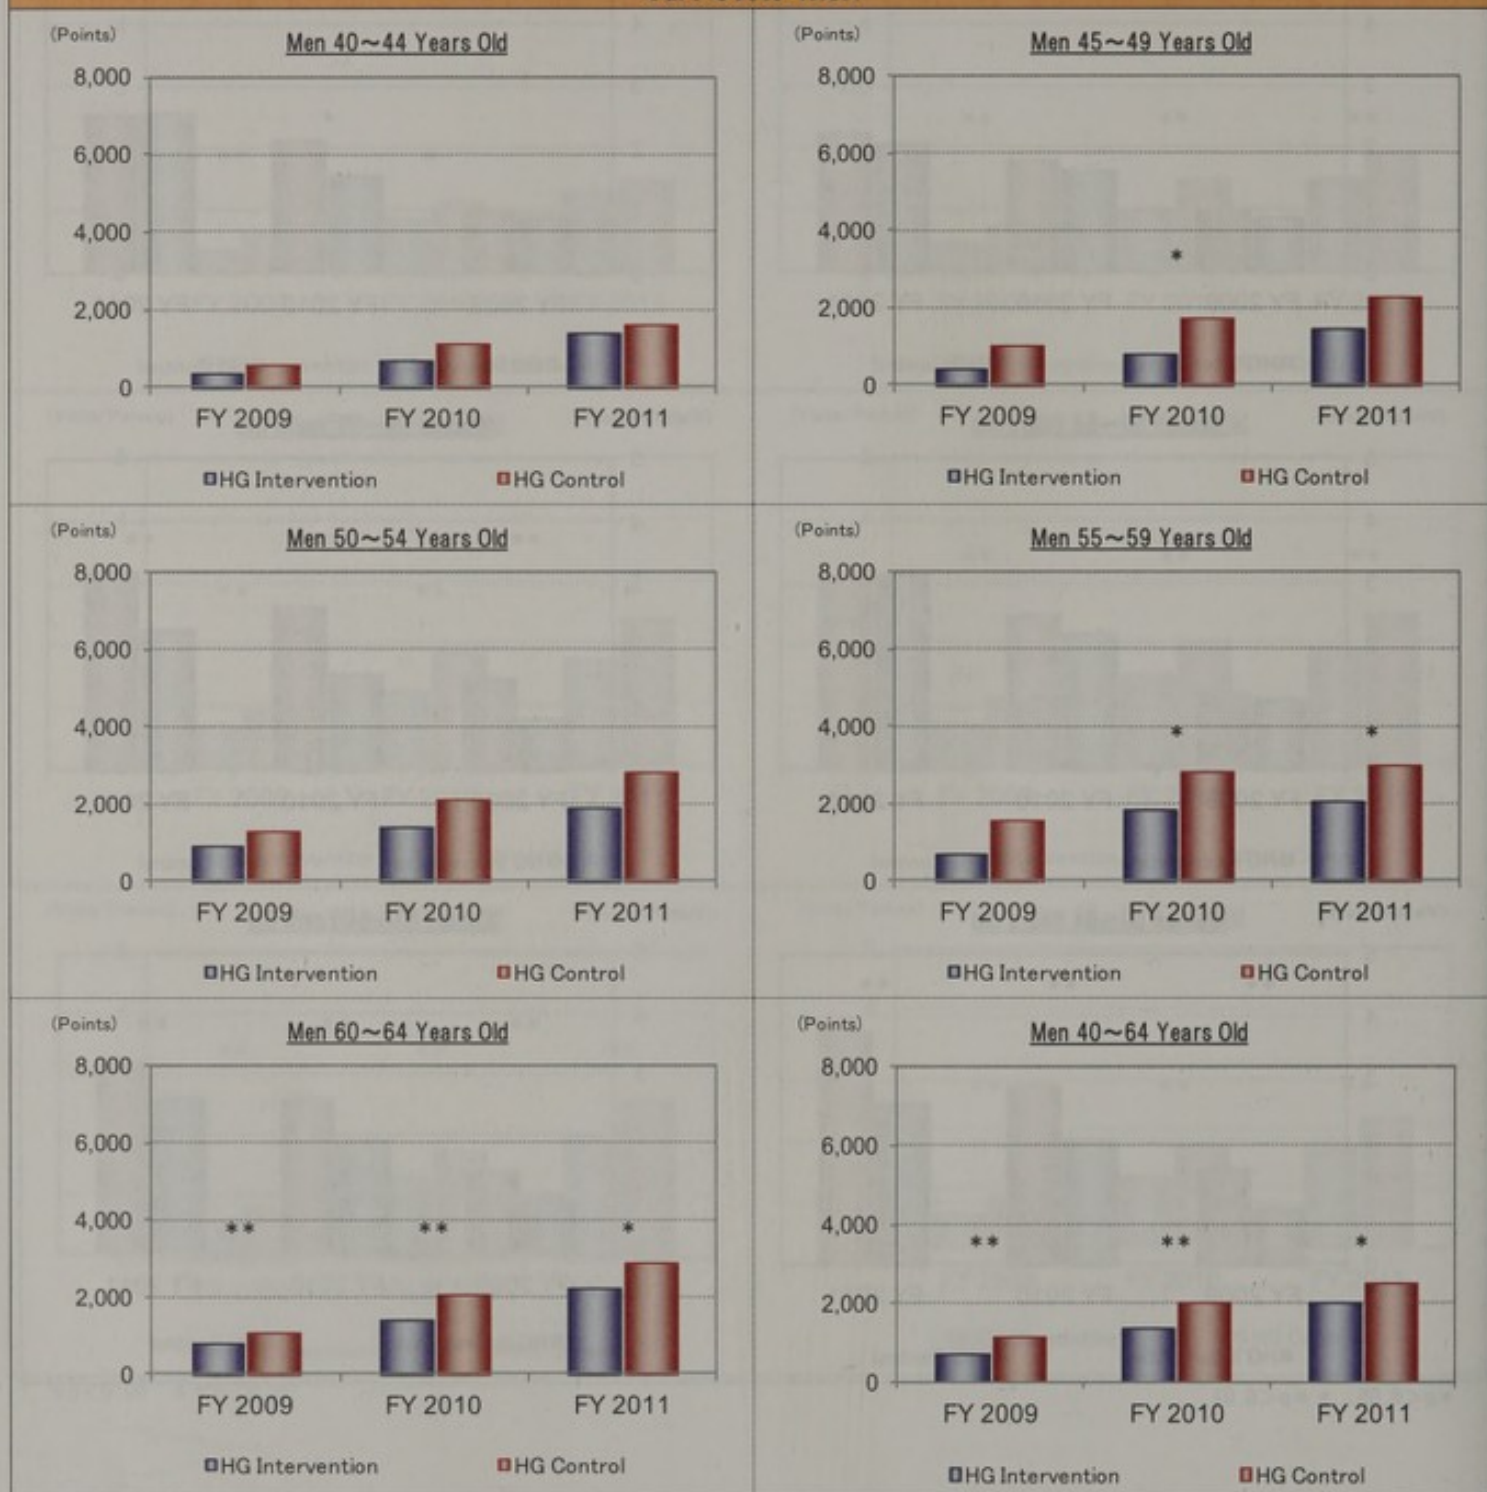 (Points)
Men 40～44 Years Old
8,000
6,000
4,000
2,000
0
FY 2009 FY 2010 FY 2011
HG Intervention HG Control
(Points)
Men 45～49 Years Old
8,000
6,000
4,000
*
2,000
0
FY 2009 FY 2010 FY 2011
HG Intervention HG Control
(Points)
Men 50～54 Years Old
8,000
6,000
4,000
2,000
0
FY 2009 FY 2010 FY 2011
HG Intervention HG Control
(Points)
Men 55～59 Years Old
8,000
6,000
4,000
* *
2,000
0
FY 2009 FY 2010 FY 2011
HG Intervention HG Control
(Points)
Men 60～64 Years Old
8,000
6,000
4,000
** ** *
2,000
0
FY 2009 FY 2010 FY 2011
HG Intervention HG Control
(Points)
Men 40～64 Years Old
8,000
6,000
4,000
** ** *
2,000
0
FY 2009 FY 2010 FY 2011
HG Intervention HG Control